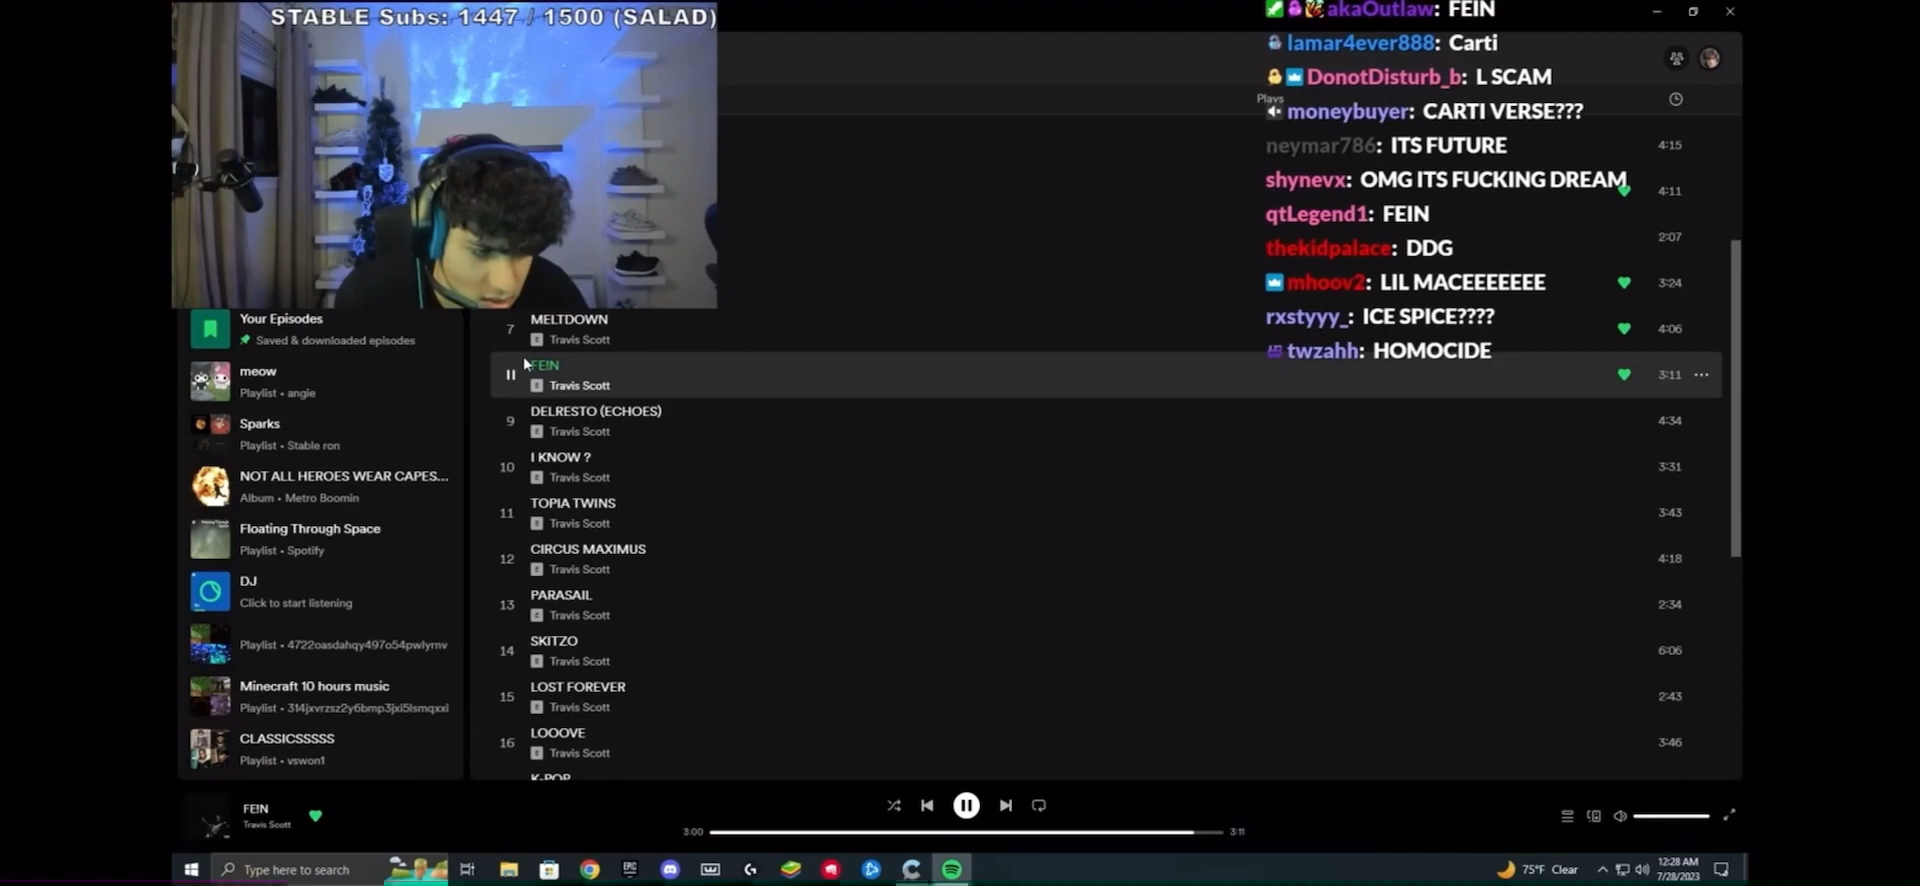 STABLE Subs: 1447 / 1500 (SALAD)
akaOutlaw: FEIN
lamar4ever888: Carti
DonotDisturb_b: L SCAM
Plays
moneybuyer: CARTI VERSE???
neymar786: ITS FUTURE
4:15
shynevx: OMG ITS FUCKING DREAM
4:11
qtLegend1: FEIN
2:07
thekidpalace: DDG
mhoov2: LIL MACEEEEEEE
3:24
rxstyyy_: ICE SPICE????
4:06
twzahh: HOMOCIDE
Your Episodes
Saved & downloaded episodes
meow
Playlist • angie
Sparks
Playlist • Stable ron
NOT ALL HEROES WEAR CAPES...
Album • Metro Boomin
Floating Through Space
Playlist • Spotify
DJ
Click to start listening
Playlist • 4722oasdahqy497o54pwlyrnv
Minecraft 10 hours music
Playlist • 314jxvrzsz2y6bmp3jxi5lsmqxxi
CLASSICSSSSS
Playlist • vswon1
7 MELTDOWN
E Travis Scott
FE!N
E Travis Scott
3:11
9 DELRESTO (ECHOES) 4:34
E Travis Scott
10 I KNOW ? 3:31
E Travis Scott
11 TOPIA TWINS 3:43
E Travis Scott
12 CIRCUS MAXIMUS 4:18
E Travis Scott
13 PARASAIL 2:34
E Travis Scott
14 SKITZO 6:06
E Travis Scott
15 LOST FOREVER 2:43
E Travis Scott
16 LOOOVE 3:46
E Travis Scott
K-POP
FE!N
Travis Scott
3:00 3:11
Type here to search
EPIC
75°F Clear
12:28 AM
7/28/2023